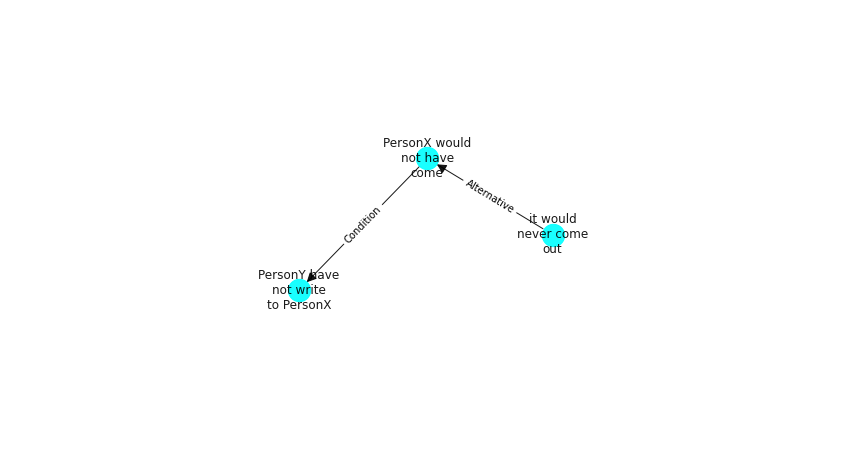 PersonX would
not have
come
Alternative
Condition
it would
never come
out
PersonY have
not write
to PersonX